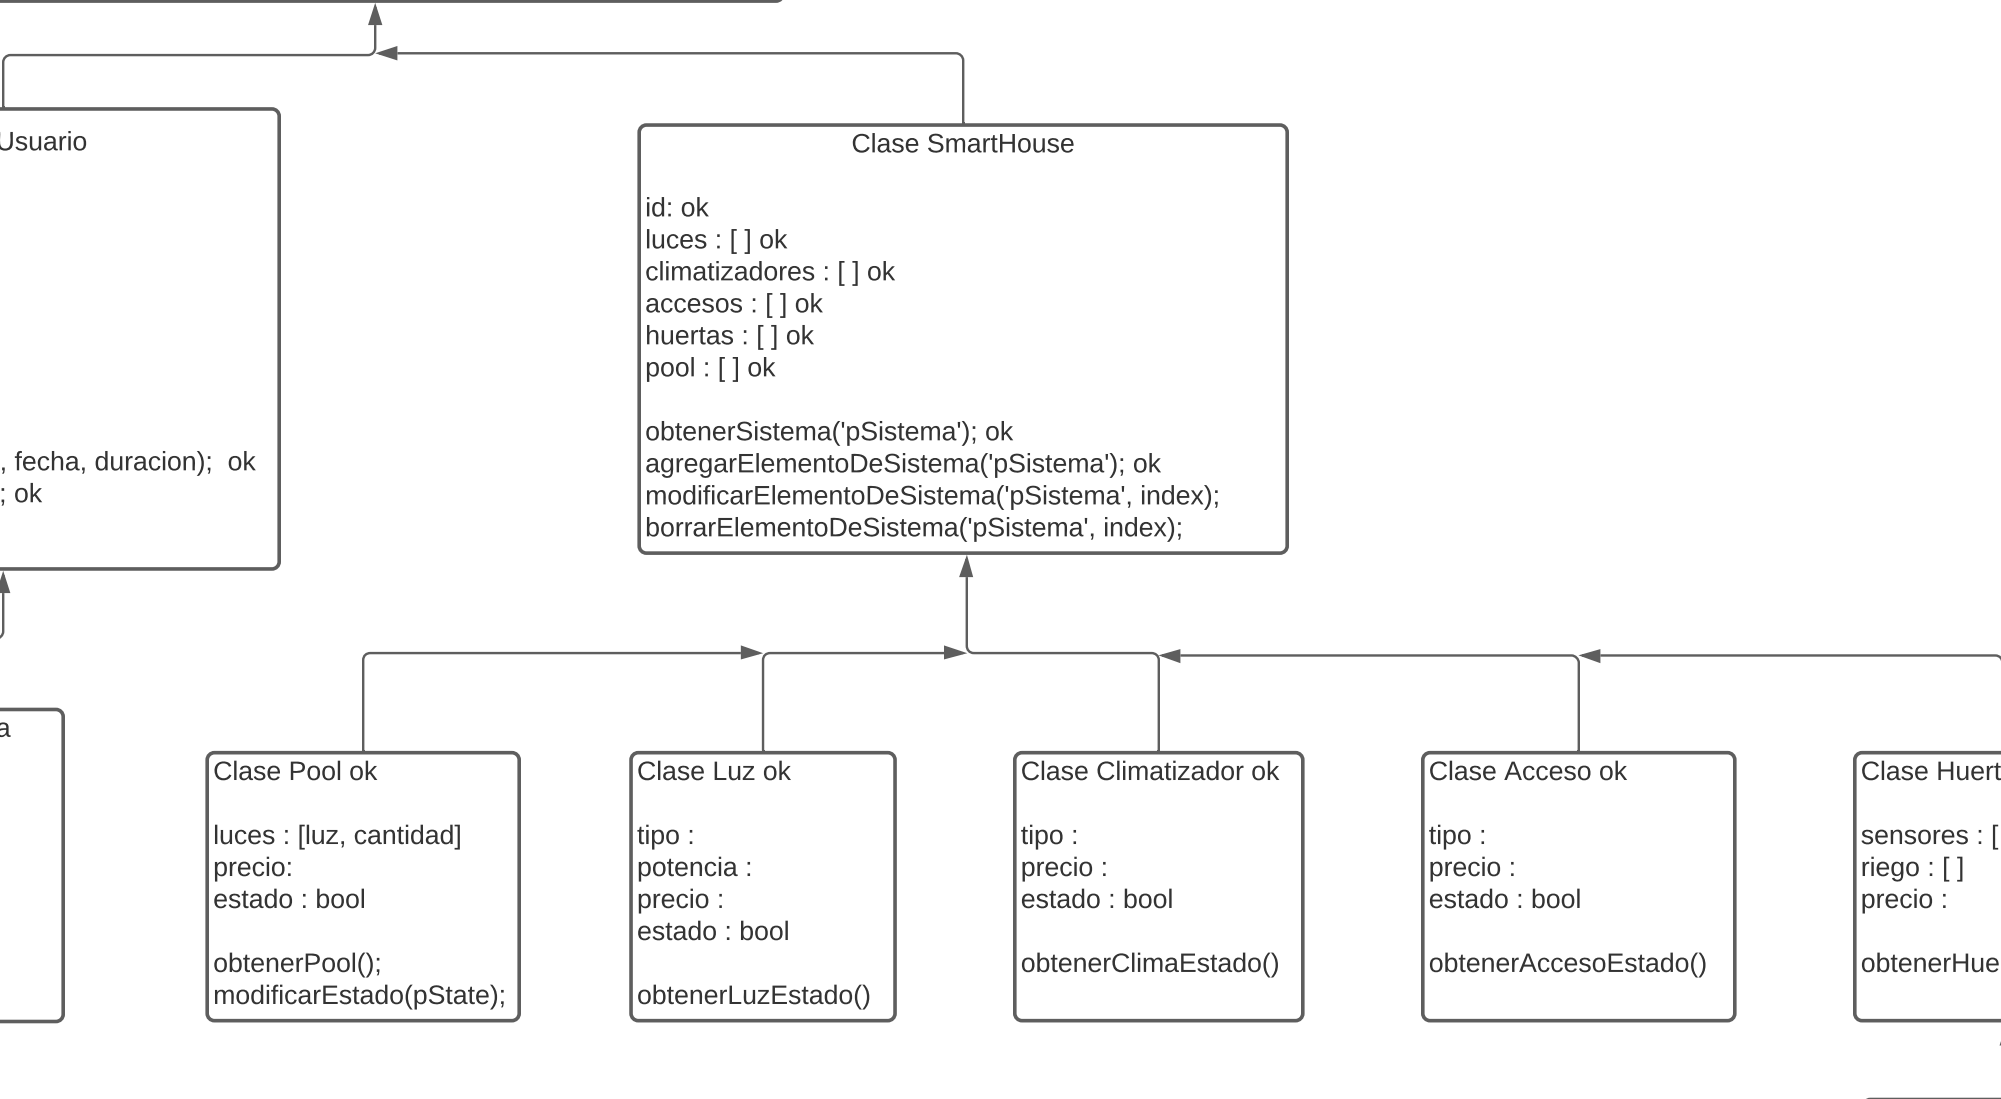 Usuario
, fecha, duracion);  ok
; ok
Clase SmartHouse
id: ok
luces : [ ] ok
climatizadores : [ ] ok
accesos : [ ] ok
huertas : [ ] ok
pool : [ ] ok
obtenerSistema('pSistema'); ok
agregarElementoDeSistema('pSistema'); ok
modificarElementoDeSistema('pSistema', index);
borrarElementoDeSistema('pSistema', index);
a
Clase Pool ok
luces : [luz, cantidad]
precio:
estado : bool
obtenerPool();
modificarEstado(pState);
Clase Luz ok
tipo :
potencia :
precio :
estado : bool
obtenerLuzEstado()
Clase Climatizador ok
tipo :
precio :
estado : bool
obtenerClimaEstado()
Clase Acceso ok
tipo :
precio :
estado : bool
obtenerAccesoEstado()
Clase Huert
sensores : [
riego : [ ]
precio :
obtenerHue